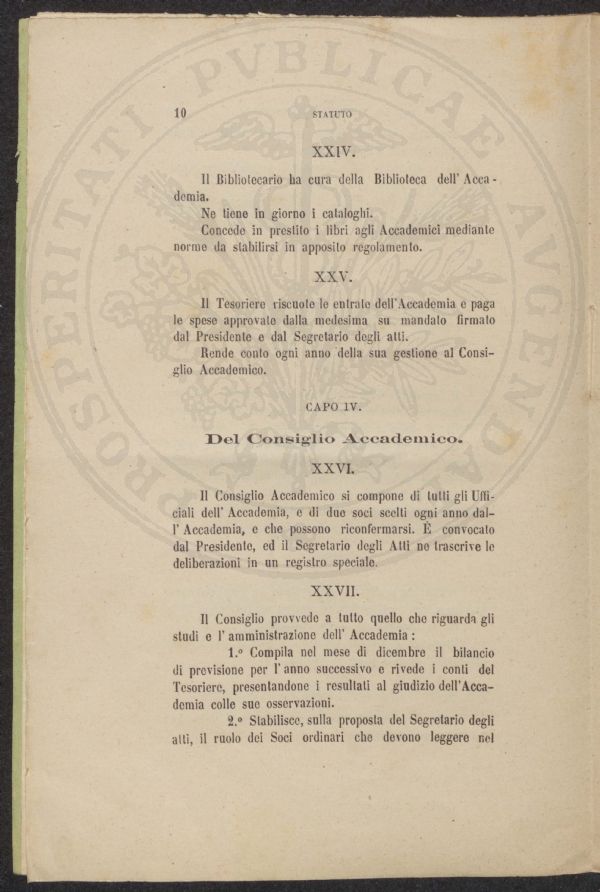 10 STATUTO
XXIV.
Il Bibliotecario ha cura della Biblioteca dell' Acca-
demia.
Ne tiene in giorno i cataloghi.
Concede in prestito i libri agli Accademici mediante
norme da stabilirsi in apposito regolamento.
XXV.
Il Tesoriere riscuote le entrate dell'Accademia e paga
le spese approvate dalla medesima su mandato firmato
dal Presidente e dal Segretario degli atti.
Rende conto ogni anno della sua gestione al Consi-
glio Accademico.
CAPO IV.
Del Consiglio Accademico.
XXVI.
Il Consiglio Accademico si compone di tutti gli Uffi-
ciali dell' Accademia, e di due soci scelti ogni anno dal-
l' Accademia, e che possono riconfermarsi. È convocato
dal Presidente, ed il Segretario degli Atti ne trascrive le
deliberazioni in un registro speciale.
XXVII.
Il Consiglio provvede a tutto quello che riguarda gli
studi e l' amministrazione dell' Accademia :
1.º Compila nel mese di dicembre il bilancio
di previsione per l' anno successivo e rivede i conti del
Tesoriere, presentandone i resultati al giudizio dell'Acca-
demia colle sue osservazioni.
2.º Stabilisce, sulla proposta del Segretario degli
atti, il ruolo dei Soci ordinari che devono leggere nel
PROSPERITATI PVBLICAE AVGENDAE